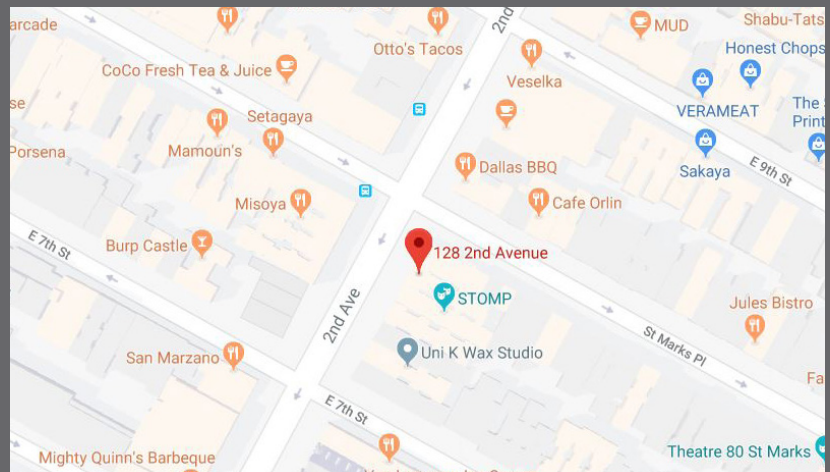 arcade
2nd
MUD
Shabu-Tats
Otto's Tacos
Honest Chops
CoCo Fresh Tea & Juice
Veselka
se
Setagaya
VERAMEAT
The S
Print
Mamoun's
Porsena
Dallas BBQ
Sakaya
E 9th St
Misoya
Cafe Orlin
E 7th St
Burp Castle
128 2nd Avenue
STOMP
Jules Bistro
2nd Ave
St Marks Pl
San Marzano
Uni K Wax Studio
Fa
E 7th St
Mighty Quinn's Barbeque
Theatre 80 St Marks